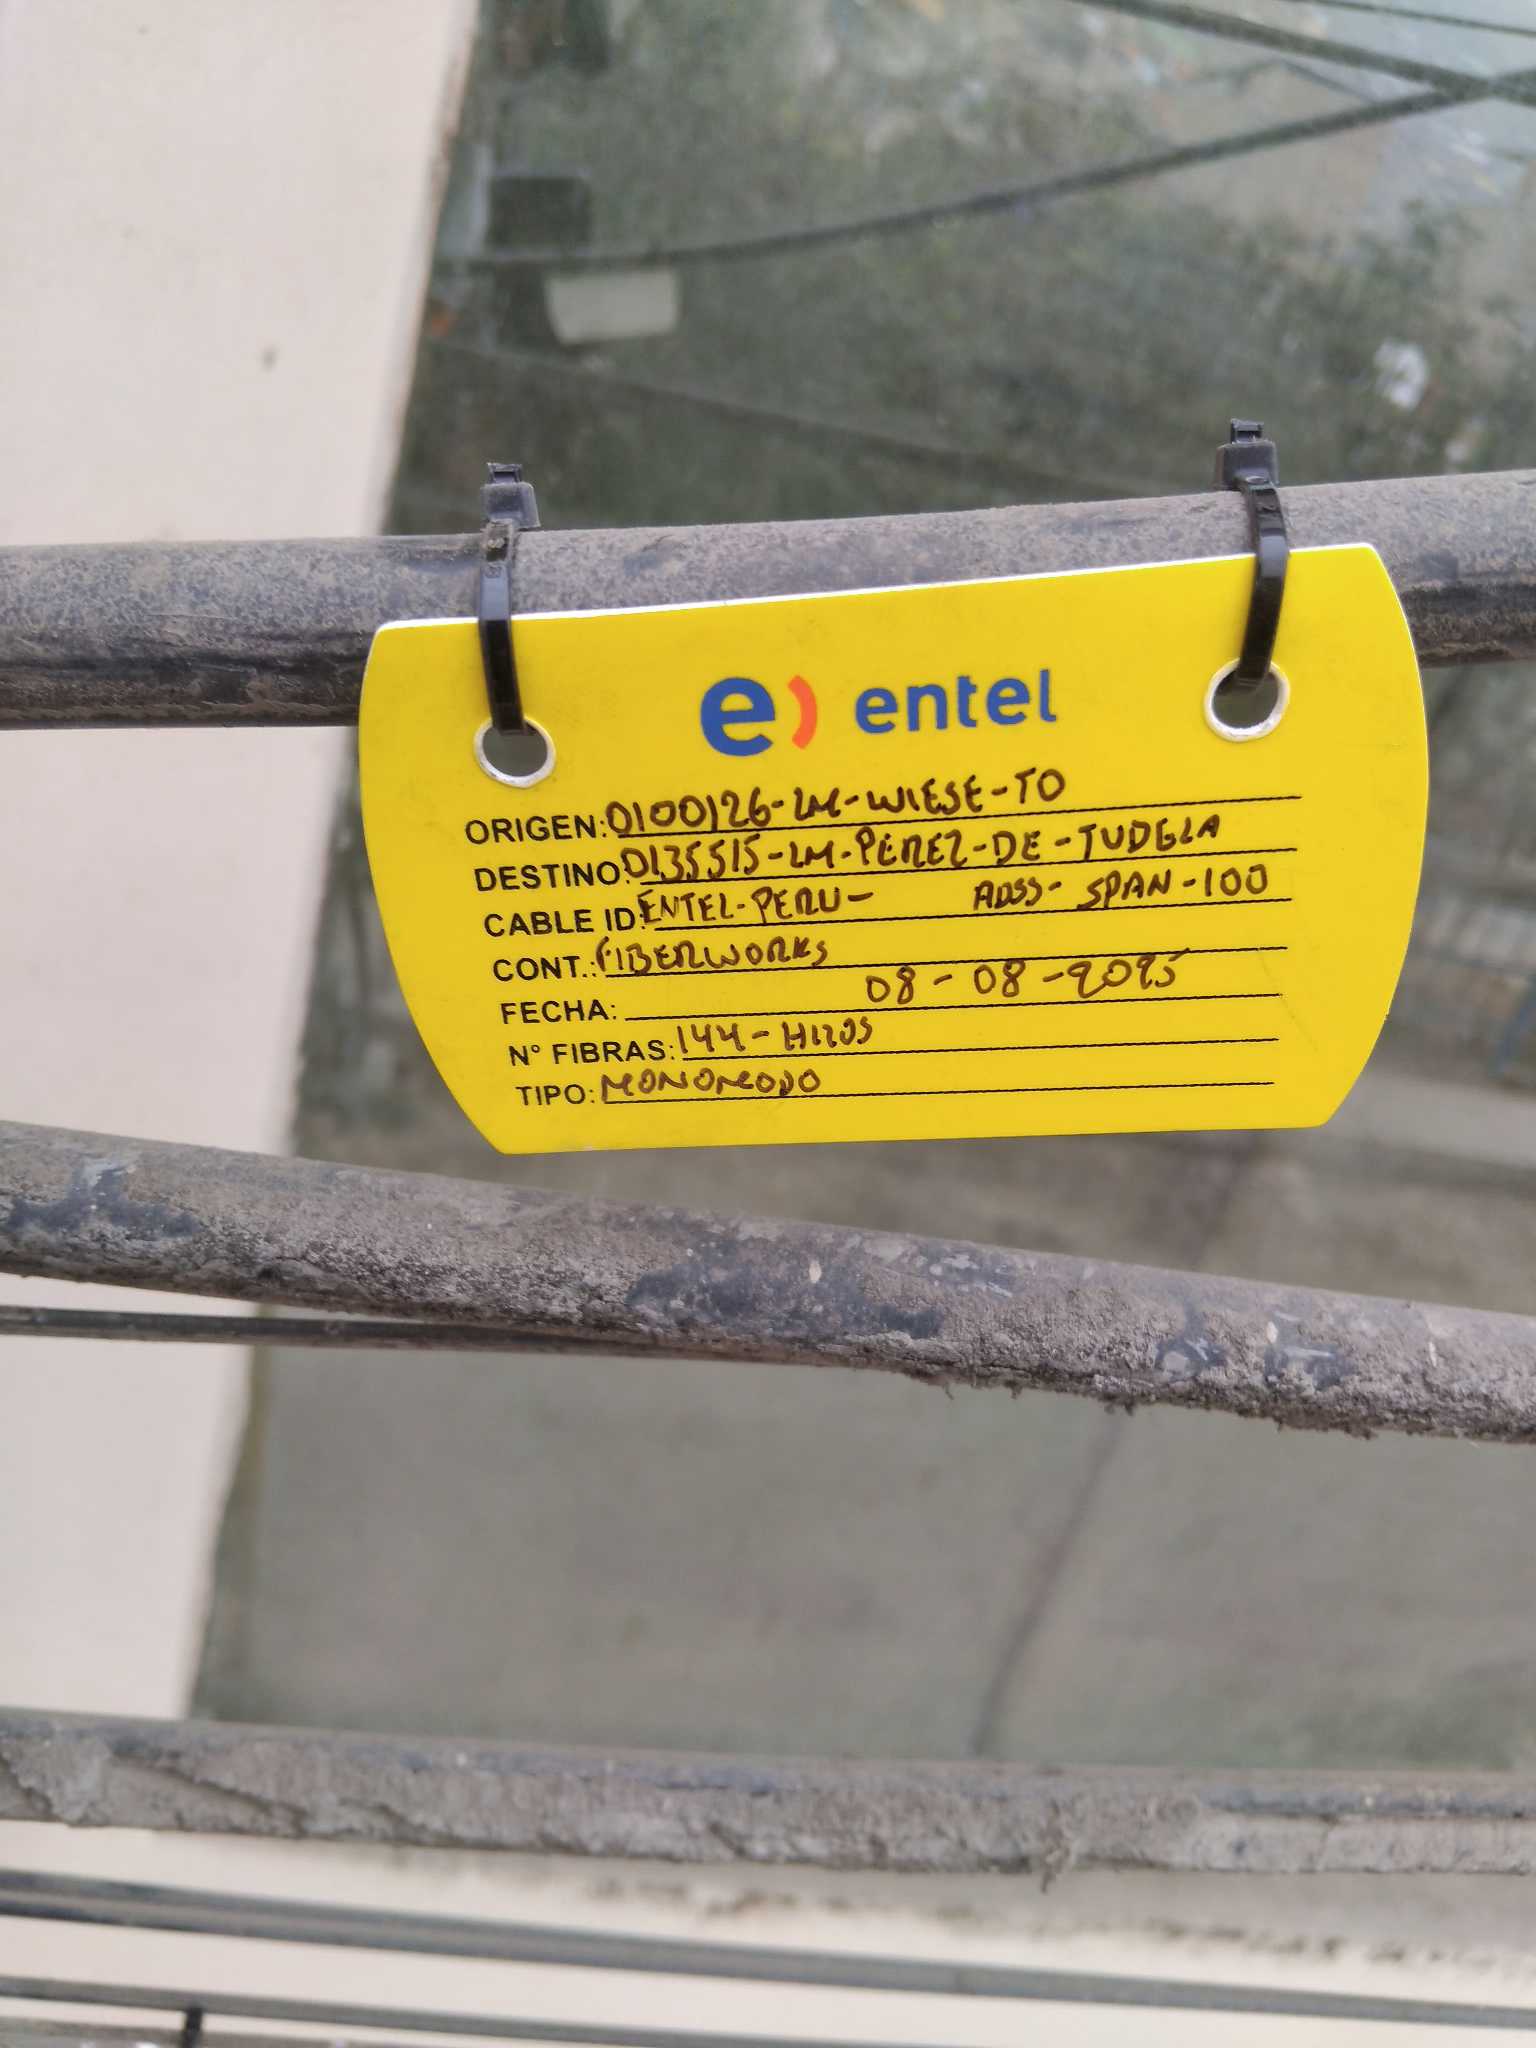 e) entel
ORIGEN: 0100126-LM-WIESE-TO
DESTINO: 0135515-LM-PEREZ-DE-TUDELA
CABLE ID: ENTEL-PERU- ADSS- SPAN-100
CONT.: FIBERWORKS
FECHA: 08-08-2025
N° FIBRAS: 144-HILOS
TIPO: MONOMODO